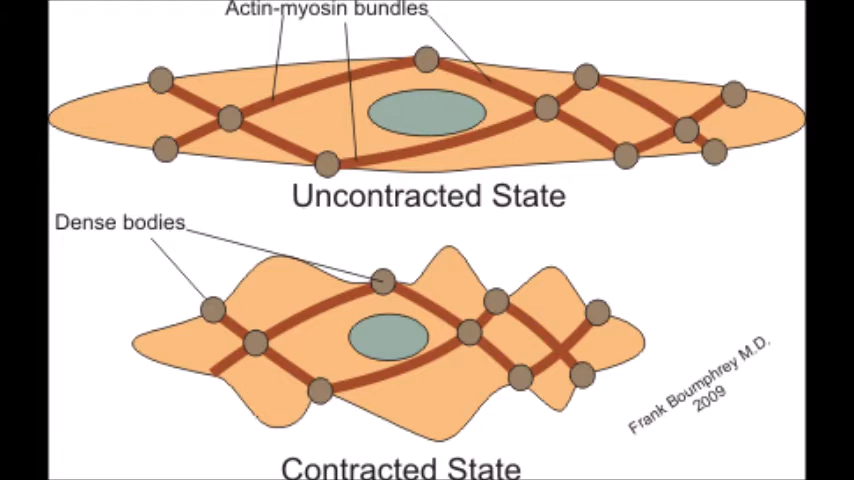 Actin-myosin bundles
Uncontracted State
Dense bodies
Frank Boumphrey M.D.
2009
Contracted State